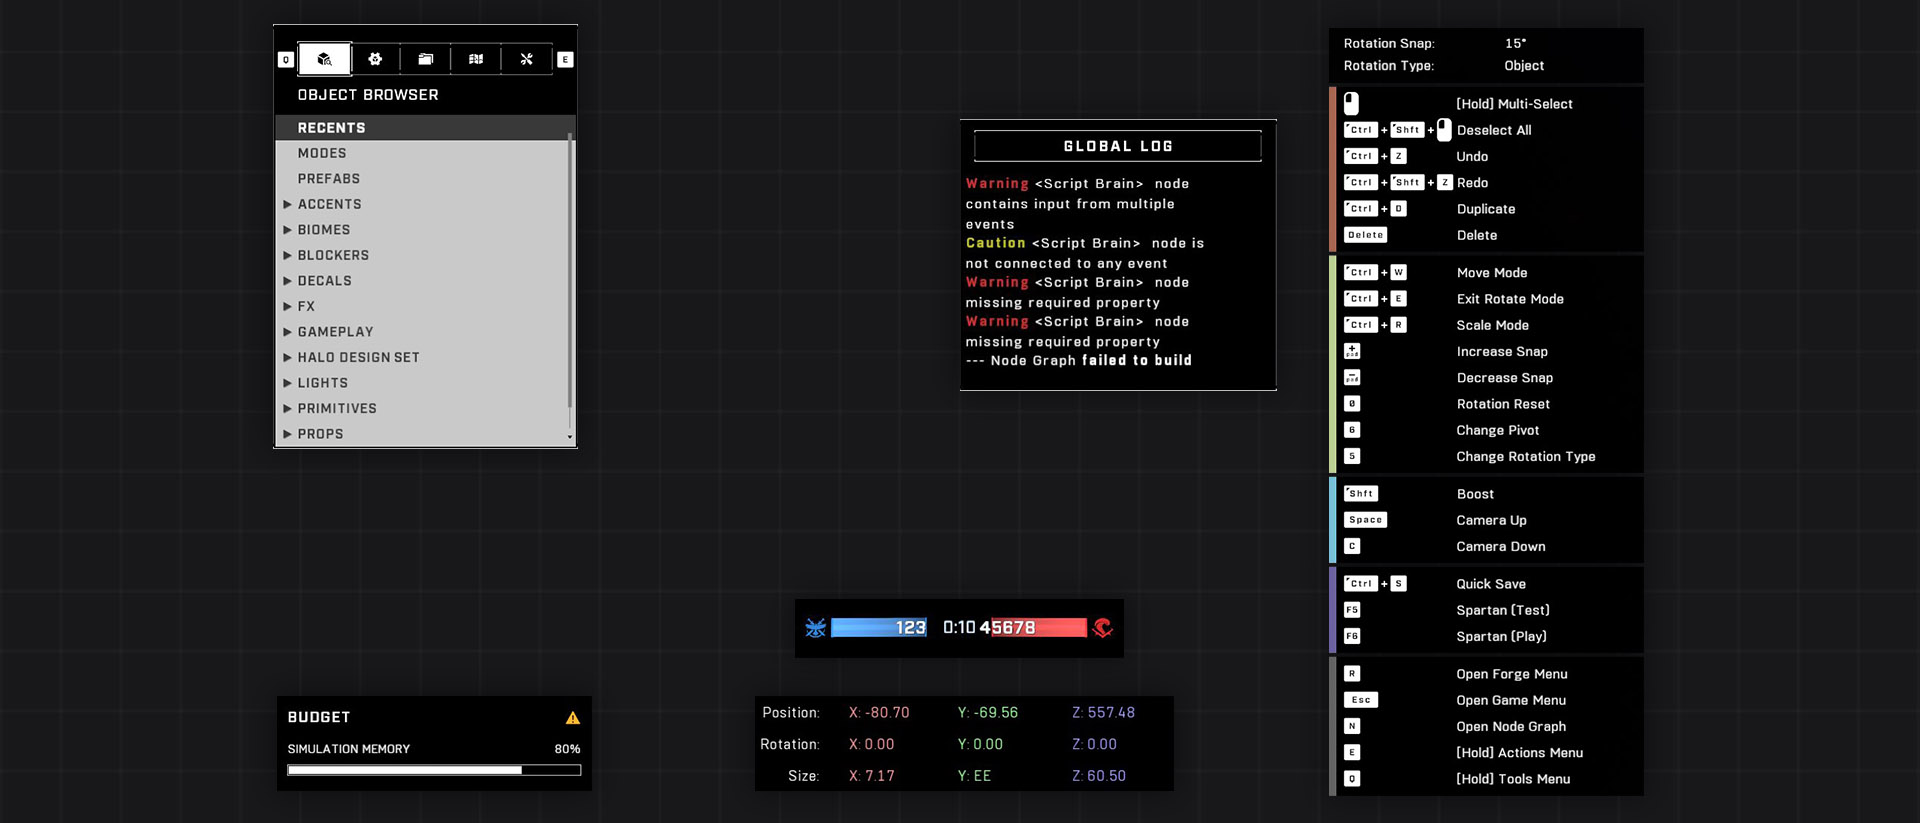 Q
E
OBJECT BROWSER
RECENTS
MODES
PREFABS
ACCENTS
BIOMES
BLOCKERS
DECALS
FX
GAMEPLAY
HALO DESIGN SET
LIGHTS
PRIMITIVES
PROPS
GLOBAL LOG
Warning <Script Brain> node
contains input from multiple
events
Caution <Script Brain> node is
not connected to any event
Warning <Script Brain> node
missing required property
Warning <Script Brain> node
missing required property
--- Node Graph failed to build
123 0:10 45678
BUDGET
SIMULATION MEMORY 80%
Position: X: -80.70 Y: -69.56 Z: 557.48
Rotation: X: 0.00 Y: 0.00 Z: 0.00
Size: X: 7.17 Y: EE Z: 60.50
Rotation Snap: 15°
Rotation Type: Object
[Hold] Multi-Select
Ctrl + Shft + Deselect All
Ctrl + Z Undo
Ctrl + Shft + Z Redo
Ctrl + D Duplicate
Delete Delete
Ctrl + W Move Mode
Ctrl + E Exit Rotate Mode
Ctrl + R Scale Mode
+ pad Increase Snap
- pad Decrease Snap
0 Rotation Reset
6 Change Pivot
5 Change Rotation Type
Shft Boost
Space Camera Up
C Camera Down
Ctrl + S Quick Save
F5 Spartan (Test)
F6 Spartan (Play)
R Open Forge Menu
Esc Open Game Menu
N Open Node Graph
E [Hold] Actions Menu
Q [Hold] Tools Menu